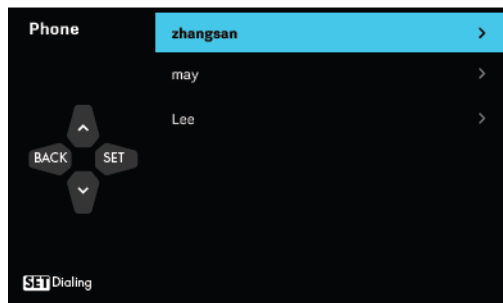 Phone
zhangsan
may
Lee
BACK SET
SET Dialing